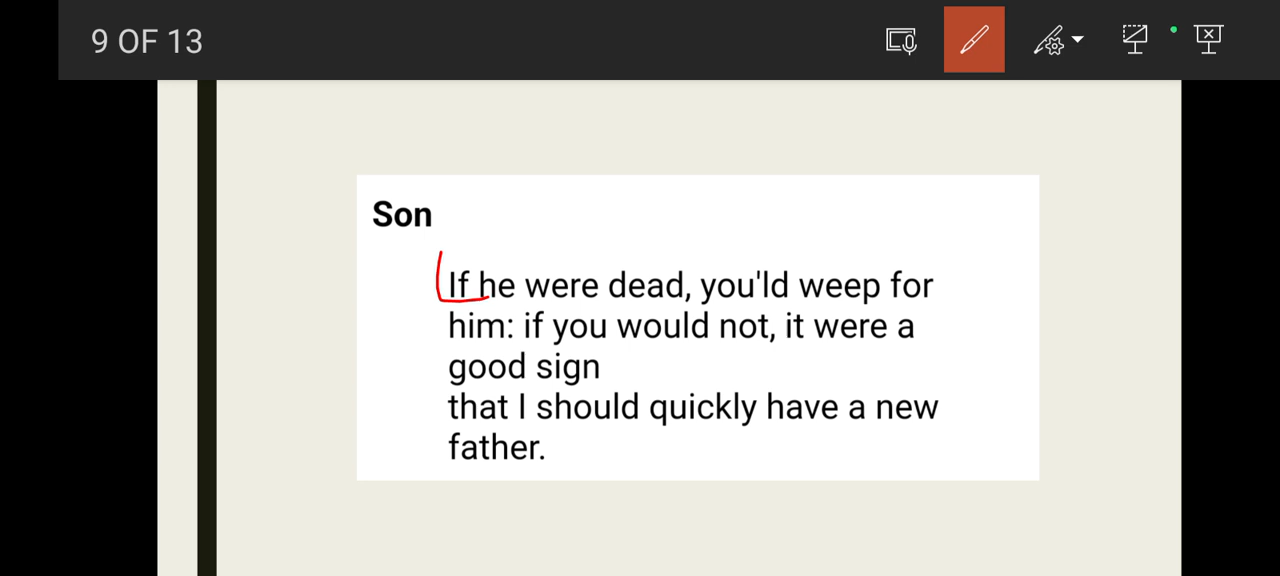 9 OF 13
Son
If he were dead, you'ld weep for
him: if you would not, it were a
good sign
that I should quickly have a new
father.